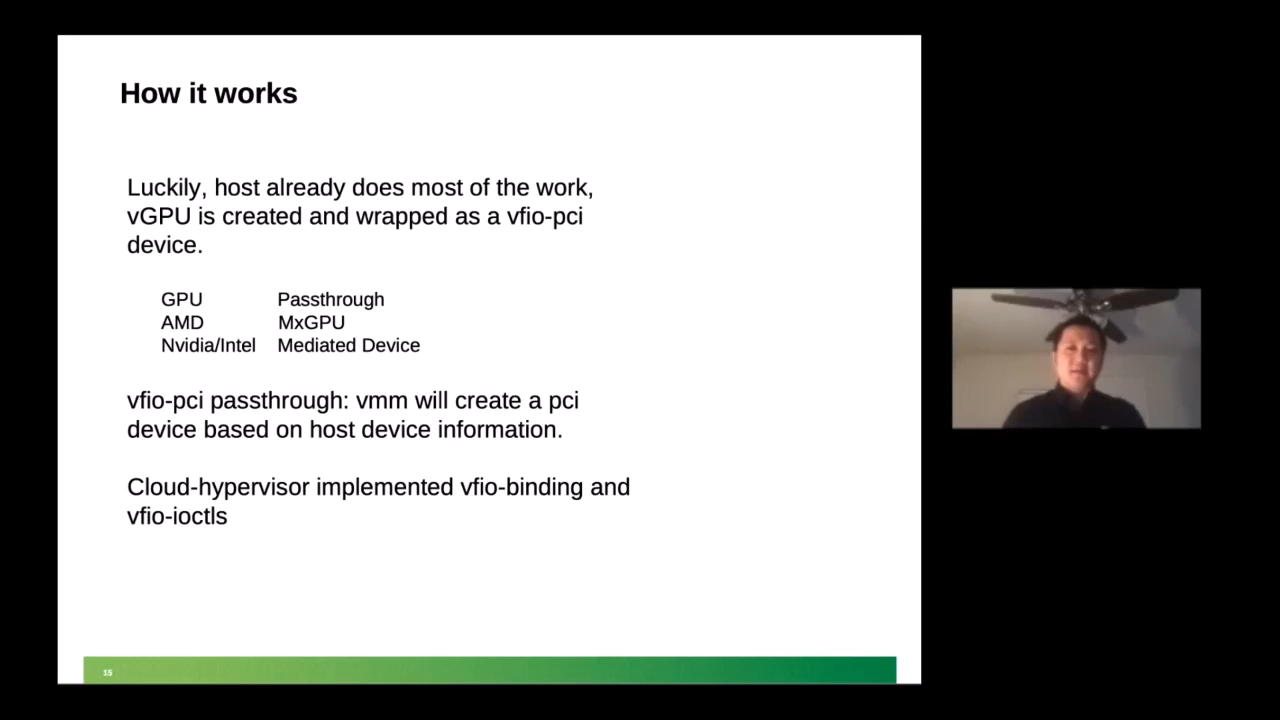 How it works
Luckily, host already does most of the work,
vGPU is created and wrapped as a vfio-pci
device.
GPU Passthrough
AMD MxGPU
Nvidia/Intel Mediated Device
vfio-pci passthrough: vmm will create a pci
device based on host device information.
Cloud-hypervisor implemented vfio-binding and
vfio-ioctls
15